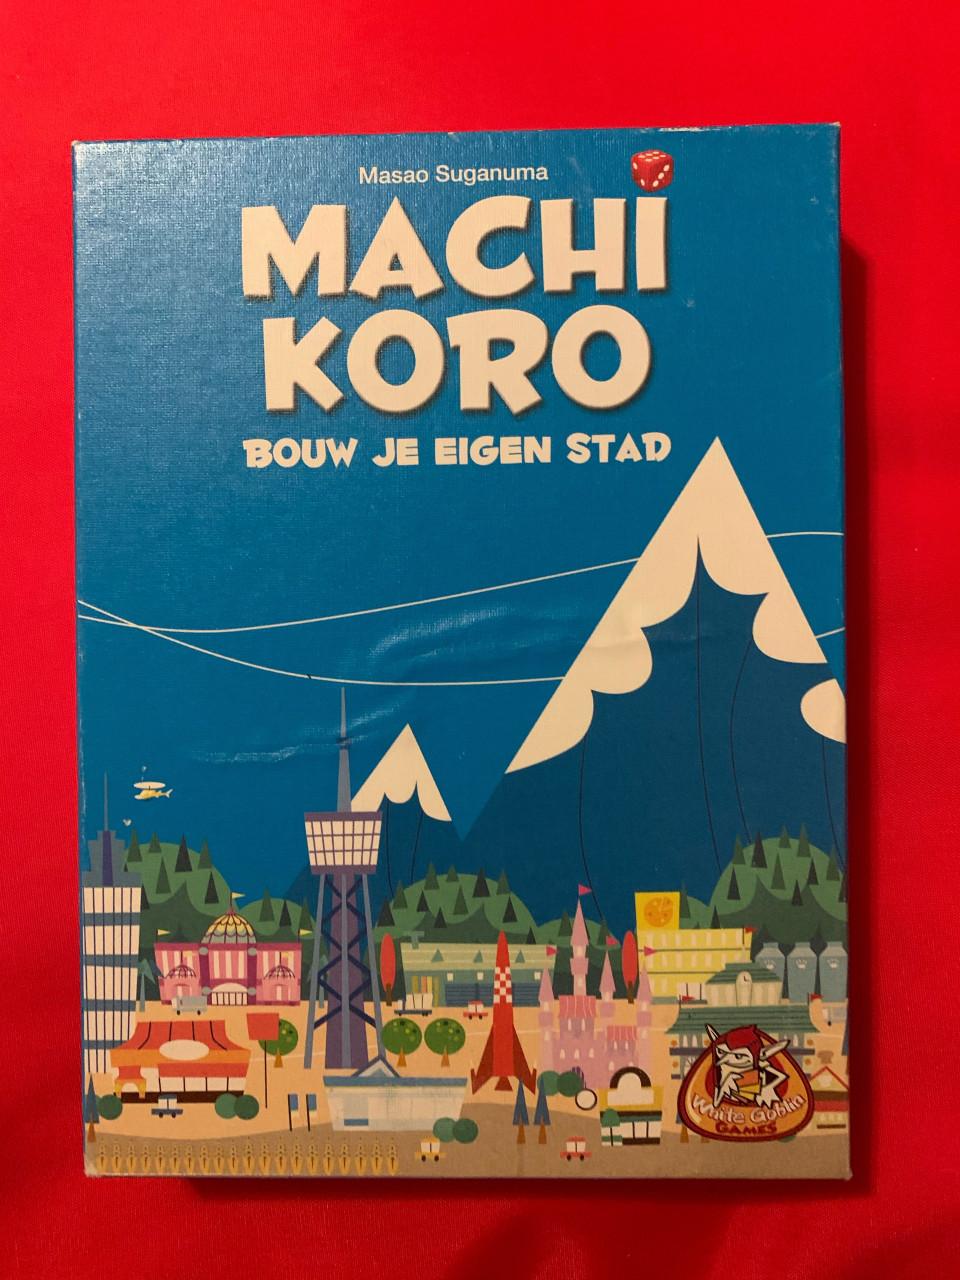 Masao Suganuma
MACHI
KORO
BOUW JE EIGEN STAD
White Goblin
GAMES